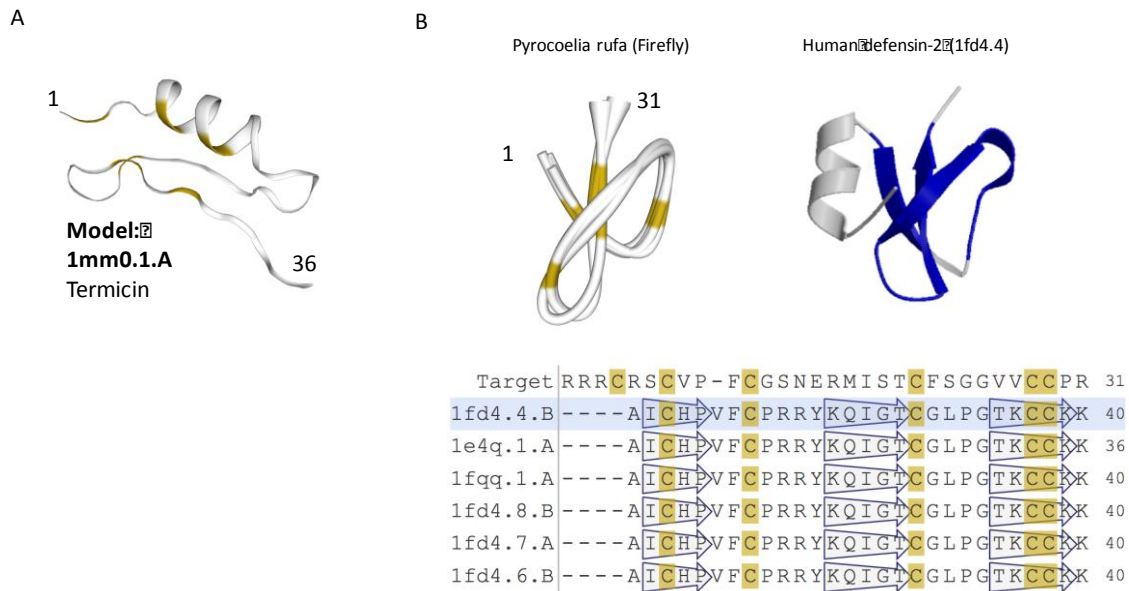 A
B
Pyrocoelia rufa (Firefly)
Human⍰defensin-2⍰(1fd4.4)
1
31
1
Model:⍰
1mm0.1.A
Termicin
36
Target RRRCRSCVP-FCGSNERMISTCFSGGVVCCPR 31
1fd4.4.B ----AICHPVFCPRRYKQIGTCGLPGTKCCKK 40
1e4q.1.A ----AICHPVFCPRRYKQIGTCGLPGTKCCKK 36
1fqq.1.A ----AICHPVFCPRRYKQIGTCGLPGTKCCKK 40
1fd4.8.B ----AICHPVFCPRRYKQIGTCGLPGTKCCKK 40
1fd4.7.A ----AICHPVFCPRRYKQIGTCGLPGTKCCKK 40
1fd4.6.B ----AICHPVFCPRRYKQIGTCGLPGTKCCKK 40